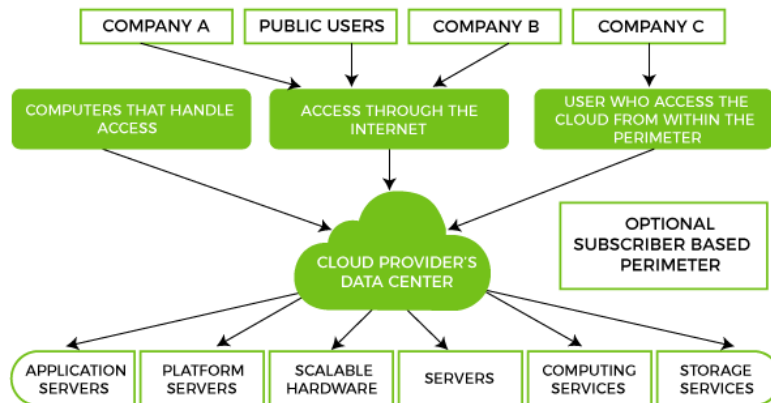 COMPANY A
PUBLIC USERS
COMPANY B
COMPANY C
COMPUTERS THAT HANDLE
ACCESS
ACCESS THROUGH THE
INTERNET
USER WHO ACCESS THE
CLOUD FROM WITHIN THE
PERIMETER
CLOUD PROVIDER'S
DATA CENTER
OPTIONAL
SUBSCRIBER BASED
PERIMETER
APPLICATION
SERVERS
PLATFORM
SERVERS
SCALABLE
HARDWARE
SERVERS
COMPUTING
SERVICES
STORAGE
SERVICES